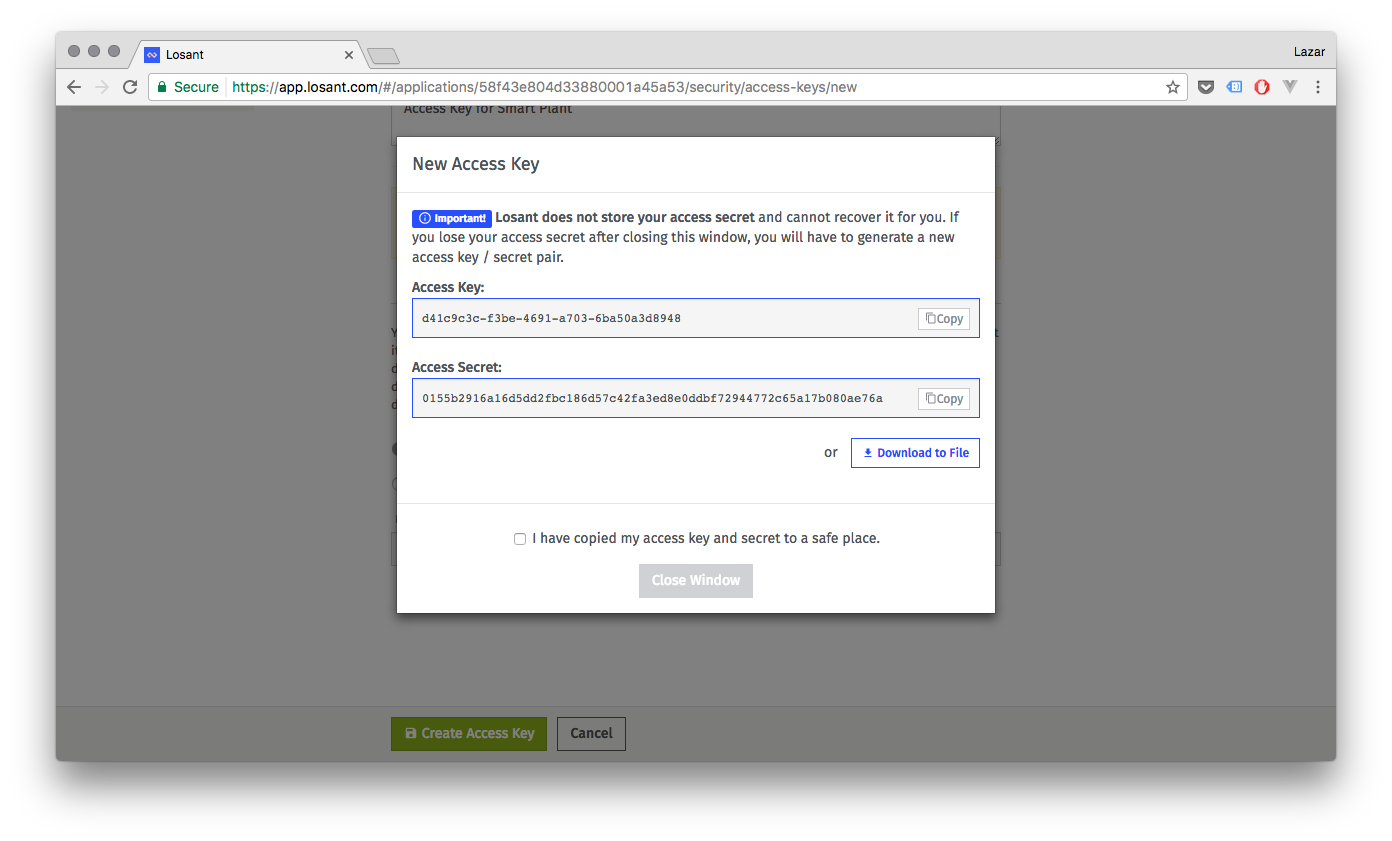 Losant
Lazar
Secure
https://app.losant.com/#/applications/58f43e804d33880001a45a53/security/access-keys/new
Access Key for Smart Plant
New Access Key
Important! Losant does not store your access secret and cannot recover it for you. If
you lose your access secret after closing this window, you will have to generate a new
access key / secret pair.
Access Key:
d41c9c3c-f3be-4691-a703-6ba50a3d8948
Copy
Access Secret:
0155b2916a16d5dd2fbc186d57c42fa3ed8e0ddbf72944772c65a17b080ae76a
Copy
or
Download to File
I have copied my access key and secret to a safe place.
Close Window
Create Access Key
Cancel